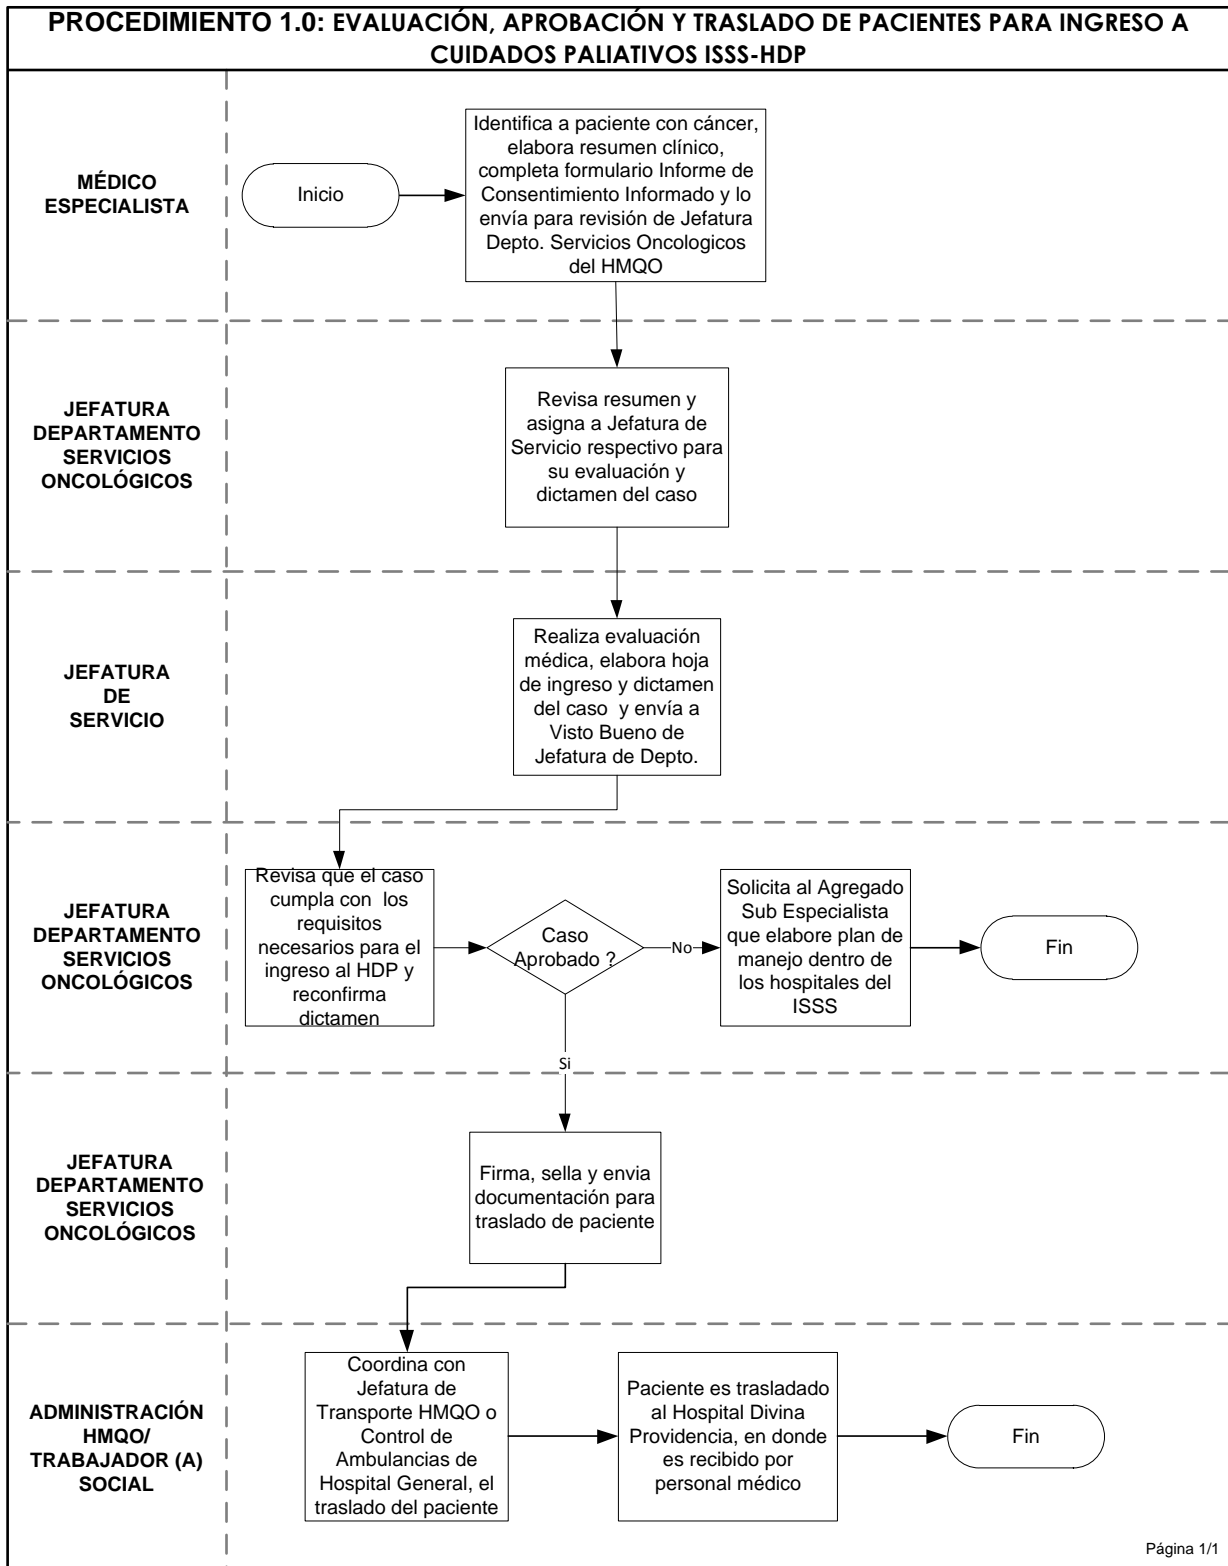 PROCEDIMIENTO 1.0: EVALUACIÓN, APROBACIÓN Y TRASLADO DE PACIENTES PARA INGRESO A
CUIDADOS PALIATIVOS ISSS-HDP
MÉDICO
ESPECIALISTA
Inicio
Identifica a paciente con cáncer,
elabora resumen clínico,
completa formulario Informe de
Consentimiento Informado y lo
envía para revisión de Jefatura
Depto. Servicios Oncologicos
del HMQO
JEFATURA
DEPARTAMENTO
SERVICIOS
ONCOLÓGICOS
Revisa resumen y
asigna a Jefatura de
Servicio respectivo para
su evaluación y
dictamen del caso
JEFATURA
DE
SERVICIO
Realiza evaluación
médica, elabora hoja
de ingreso y dictamen
del caso y envía a
Visto Bueno de
Jefatura de Depto.
JEFATURA
DEPARTAMENTO
SERVICIOS
ONCOLÓGICOS
Revisa que el caso
cumpla con los
requisitos
necesarios para el
ingreso al HDP y
reconfirma
dictamen
Caso
Aprobado ?
No
Solicita al Agregado
Sub Especialista
que elabore plan de
manejo dentro de
los hospitales del
ISSS
Fin
Si
JEFATURA
DEPARTAMENTO
SERVICIOS
ONCOLÓGICOS
Firma, sella y envia
documentación para
traslado de paciente
ADMINISTRACIÓN
HMQO/
TRABAJADOR (A)
SOCIAL
Coordina con
Jefatura de
Transporte HMQO o
Control de
Ambulancias de
Hospital General, el
traslado del paciente
Paciente es trasladado
al Hospital Divina
Providencia, en donde
es recibido por
personal médico
Fin
Página 1/1